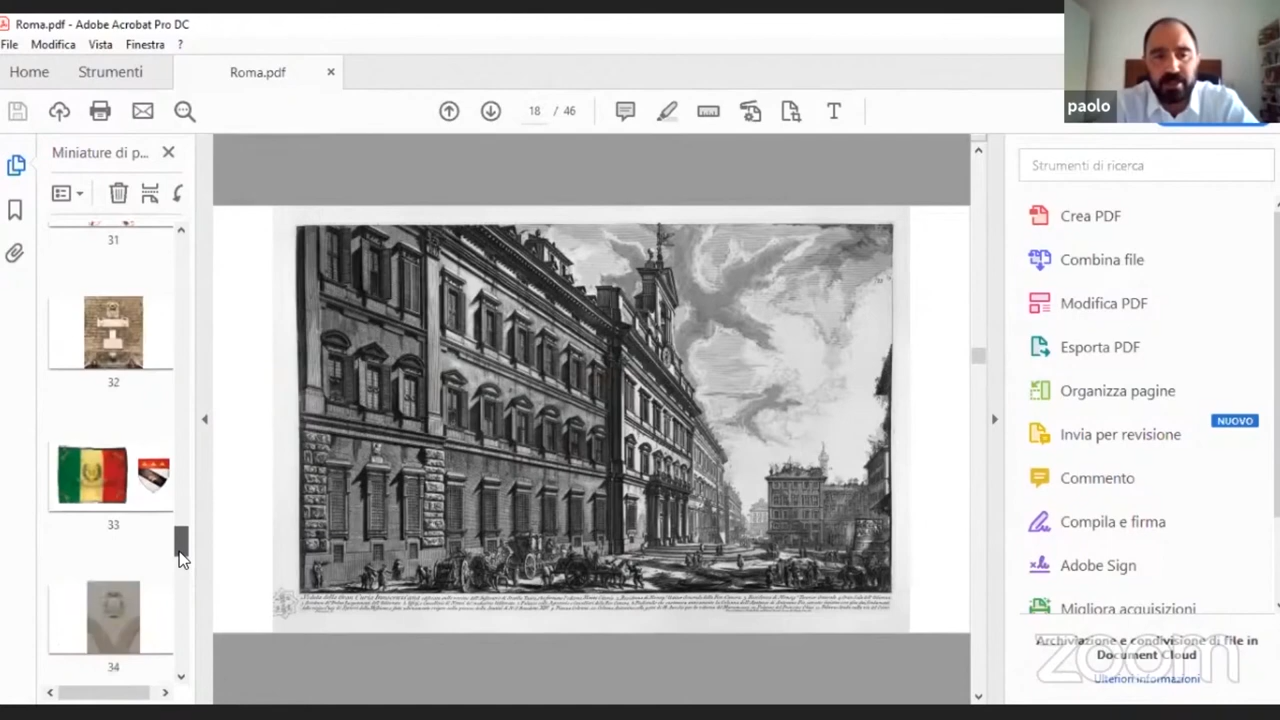 Roma.pdf - Adobe Acrobat Pro DC
File Modifica Vista Finestra ?
Home Strumenti Roma.pdf ×
18 / 46
paolo
Miniature di p...
Strumenti di ricerca
31
32
33
34
Crea PDF
Combina file
Modifica PDF
Esporta PDF
Organizza pagine
NUOVO
Invia per revisione
Commento
Compila e firma
Adobe Sign
Migliora acquisizioni
Archiviazione e condivisione di file in
Document Cloud
Ulteriori informazioni
zoom